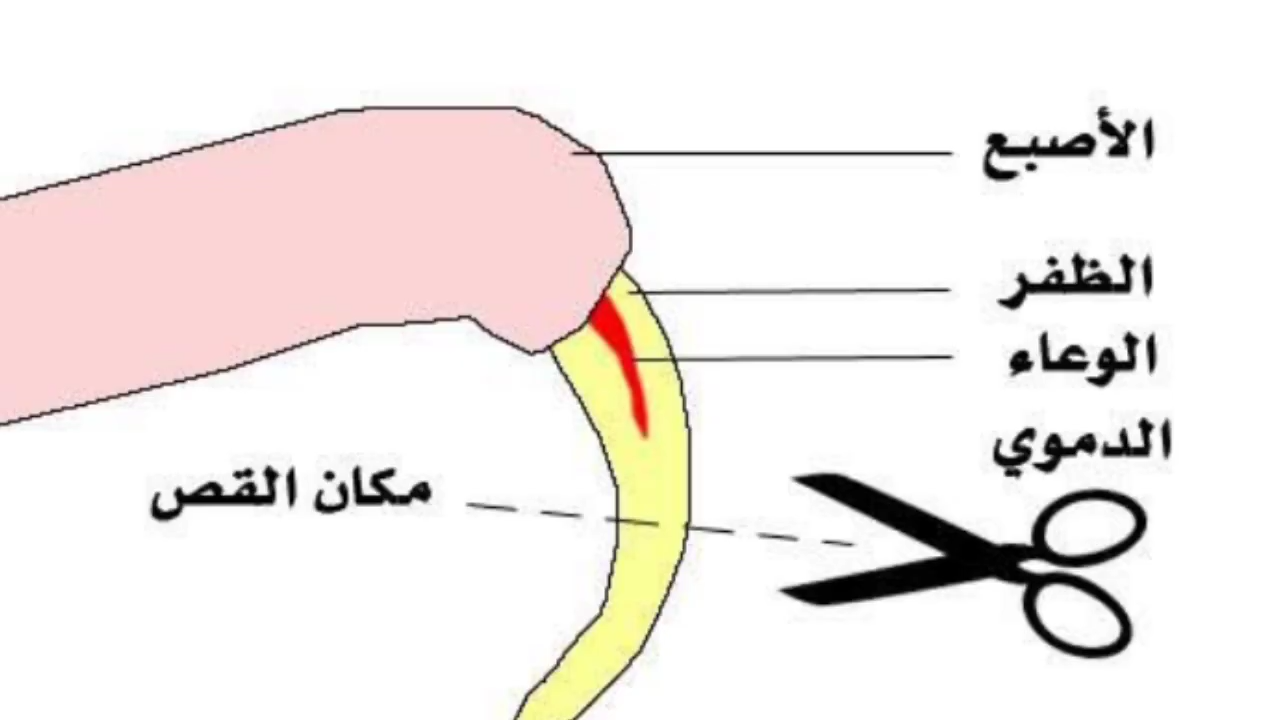 الأصبع
الظفر
الوعاء
الدموي
مكان القص